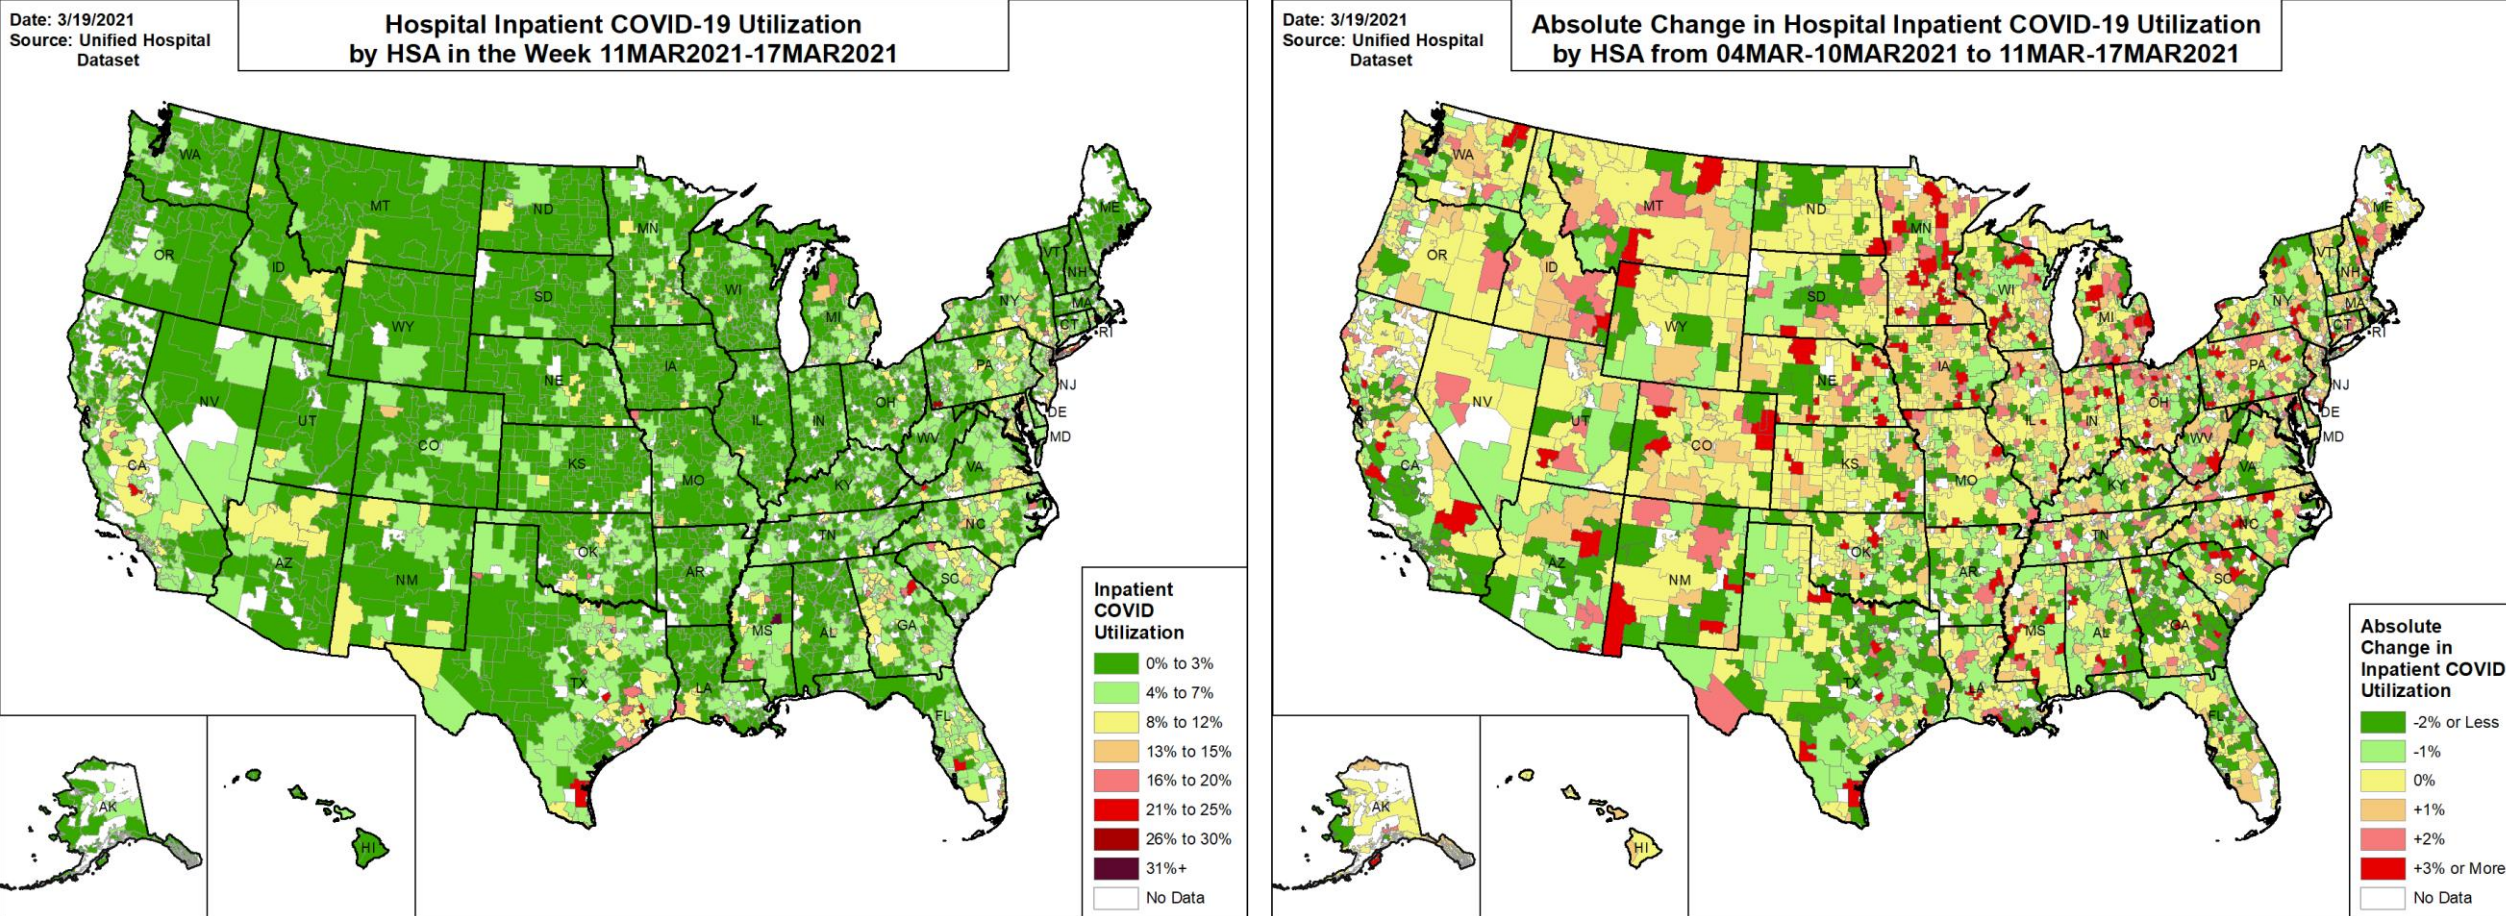 Date: 3/19/2021
Source: Unified Hospital
Dataset
Hospital Inpatient COVID-19 Utilization
by HSA in the Week 11MAR2021-17MAR2021
WA
MT
ND
MN
ME
OR
ID
SD
WI
VT
NH
NY
MA
CT
RI
WY
MI
IA
PA
NJ
NE
NV
UT
CO
IL
IN
OH
DE
MD
WV
VA
CA
KS
MO
KY
NC
AZ
NM
OK
TN
AR
SC
MS
AL
GA
TX
LA
FL
AK
HI
Inpatient
COVID
Utilization
0% to 3%
4% to 7%
8% to 12%
13% to 15%
16% to 20%
21% to 25%
26% to 30%
31%+
No Data
Date: 3/19/2021
Source: Unified Hospital
Dataset
Absolute Change in Hospital Inpatient COVID-19 Utilization
by HSA from 04MAR-10MAR2021 to 11MAR-17MAR2021
WA
MT
ND
MN
ME
OR
ID
SD
WI
VT
NH
NY
MA
CT
RI
WY
MI
IA
PA
NJ
NE
NV
UT
CO
IL
IN
OH
DE
MD
WV
VA
CA
KS
MO
KY
NC
AZ
NM
OK
TN
AR
SC
MS
AL
GA
TX
LA
FL
AK
HI
Absolute
Change in
Inpatient COVID
Utilization
-2% or Less
-1%
0%
+1%
+2%
+3% or More
No Data